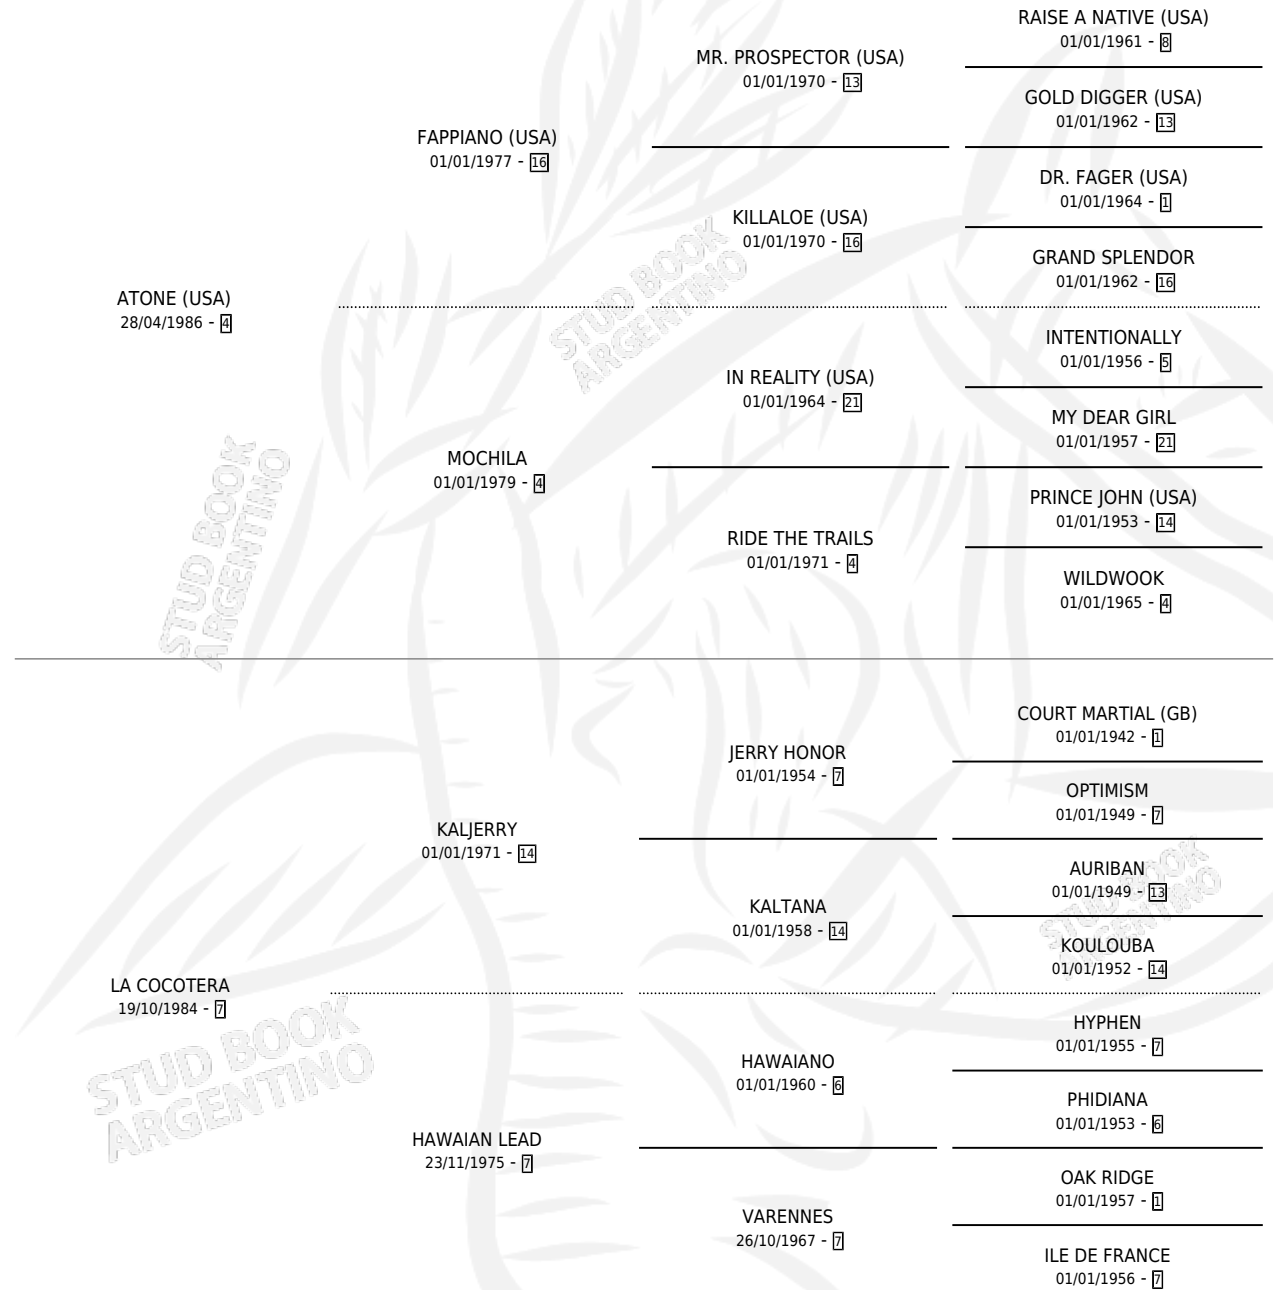 RAISE A NATIVE (USA)
01/01/1961 - 8
MR. PROSPECTOR (USA)
01/01/1970 - 13
GOLD DIGGER (USA)
01/01/1962 - 13
FAPPIANO (USA)
01/01/1977 - 16
DR. FAGER (USA)
01/01/1964 - 1
KILLALOE (USA)
01/01/1970 - 16
GRAND SPLENDOR
01/01/1962 - 16
ATONE (USA)
28/04/1986 - 4
INTENTIONALLY
01/01/1956 - 5
IN REALITY (USA)
01/01/1964 - 21
MY DEAR GIRL
01/01/1957 - 21
MOCHILA
01/01/1979 - 4
PRINCE JOHN (USA)
01/01/1953 - 14
RIDE THE TRAILS
01/01/1971 - 4
WILDWOOK
01/01/1965 - 4
COURT MARTIAL (GB)
01/01/1942 - 1
JERRY HONOR
01/01/1954 - 7
OPTIMISM
01/01/1949 - 7
KALJERRY
01/01/1971 - 14
AURIBAN
01/01/1949 - 13
KALTANA
01/01/1958 - 14
KOULOUBA
01/01/1952 - 14
LA COCOTERA
19/10/1984 - 7
HYPHEN
01/01/1955 - 7
HAWAIANO
01/01/1960 - 6
PHIDIANA
01/01/1953 - 6
HAWAIAN LEAD
23/11/1975 - 7
OAK RIDGE
01/01/1957 - 1
VARENNES
26/10/1967 - 7
ILE DE FRANCE
01/01/1956 - 7
STUD BOOK
ARGENTINO
STUD BOOK
ARGENTINO
STUD BOOK
ARGENTINO
STUD BOOK
ARGENTINO